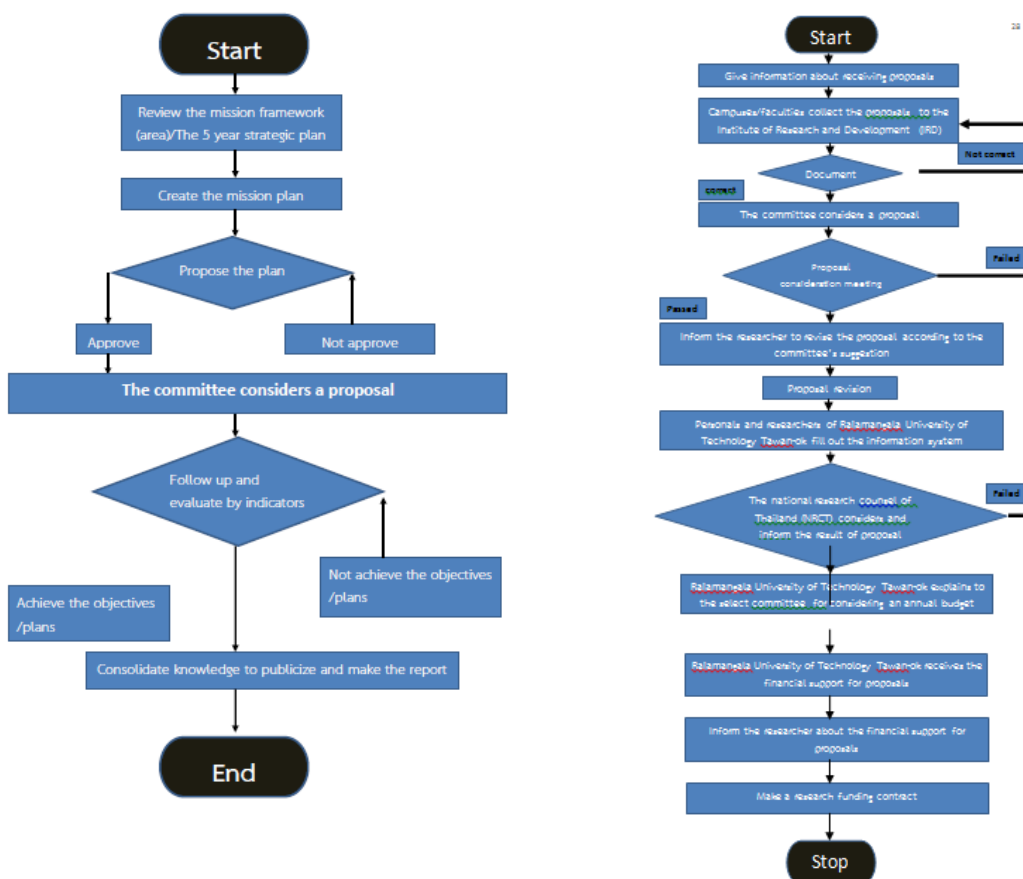 Start
Review the mission framework
(area)/The 5 year strategic plan
Create the mission plan
Propose the plan
Approve
Not approve
The committee considers a proposal
Follow up and
evaluate by indicators
Not achieve the objectives
/plans
Achieve the objectives
/plans
Consolidate knowledge to publicize and make the report
End
28
Start
Give information about receiving proposals
Campuses/faculties collect the proposals to the
Institute of Research and Development (IRD)
Not correct
Document
correct
The committee considers a proposal
Failed
Proposal
consideration meeting
Passed
Inform the researcher to revise the proposal according to the
committee's suggestion
Proposal revision
Personals and researchers of Rajamangala University of
Technology Tawan-ok fill out the information system
Failed
The national research counsel of
Thailand (NRCT) considers and
inform the result of proposal
Rajamangala University of Technology Tawan-ok explains to
the select committee for considering an annual budget
Rajamangala University of Technology Tawan-ok receives the
financial support for proposals
Inform the researcher about the financial support for
proposals
Make a research funding contract
Stop